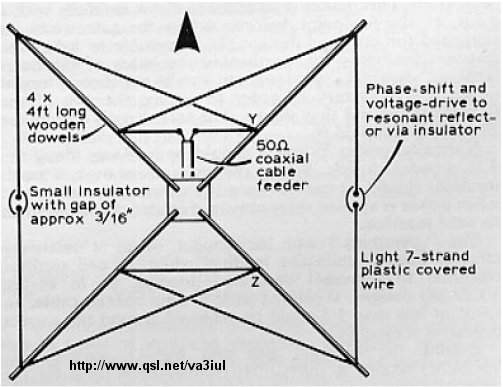 4 x
4ft long
wooden
dowels
Y
50Ω
coaxial
cable
feeder
Phase-shift and
voltage-drive to
resonant reflect-
or via insulator
Small insulator
with gap of
approx 3/16"
Light 7-strand
plastic covered
wire
Z
http://www.qsl.net/va3iul